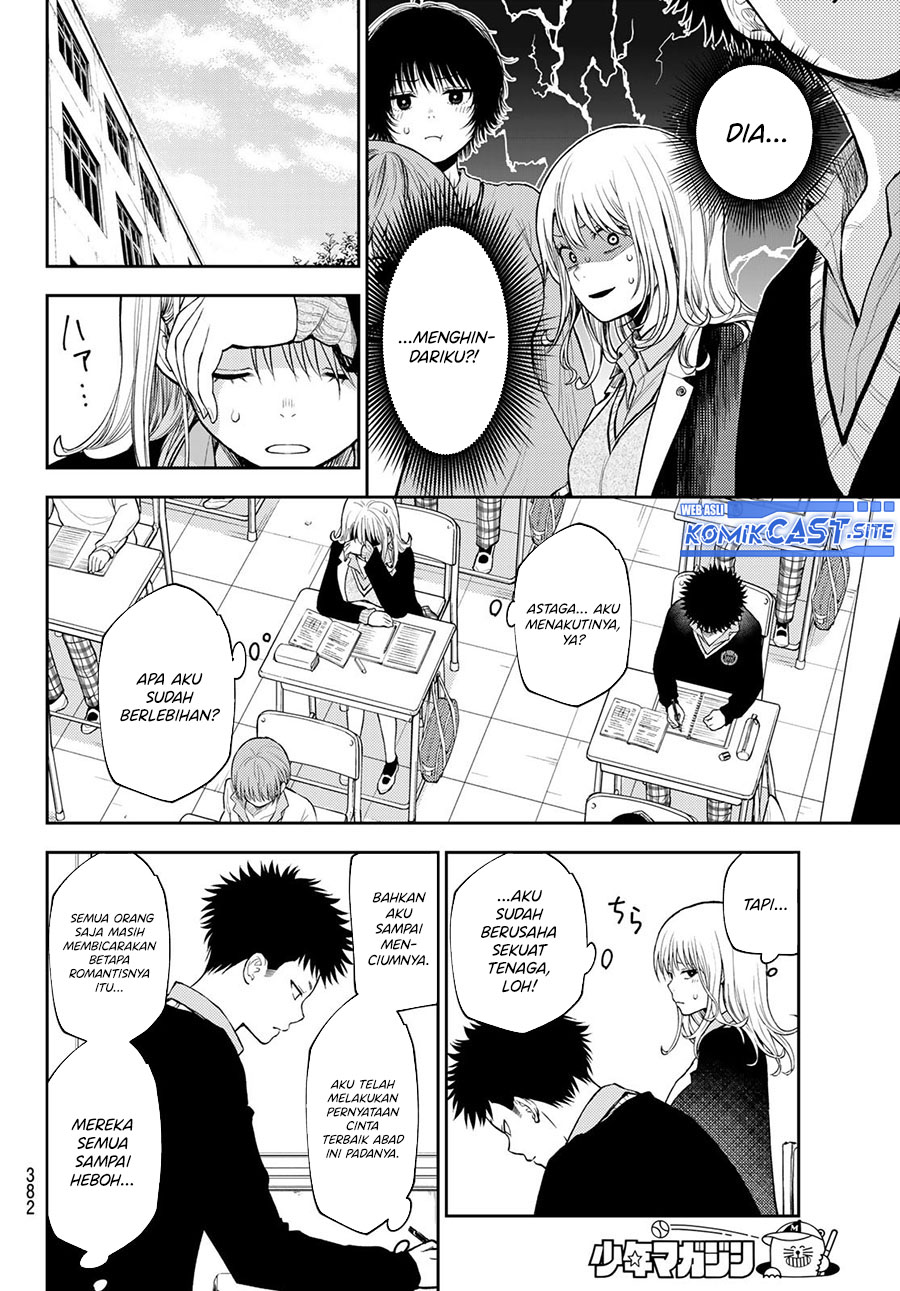 DIA...
...MENGHIN-
DARIKU?!
ハァ...
WEB ASLI
KOMIKCAST.SITE
ASTAGA... AKU
MENAKUTINYA,
YA?
APA AKU
SUDAH
BERLEBIHAN?
TAPI...
ちら
...AKU
SUDAH
BERUSAHA
SEKUAT
TENAGA,
LOH!
BAHKAN
AKU
SAMPAI
MEN-
CIUMNYA.
AKU TELAH
MELAKUKAN
PERNYATAAN
CINTA
TERBAIK ABAD
INI PADANYA.
SEMUA ORANG
SAJA MASIH
MEMBICARAKAN
BETAPA
ROMANTISNYA
ITU...
MEREKA
SEMUA
SAMPAI
HEBOH...
382
少年マガジン
M